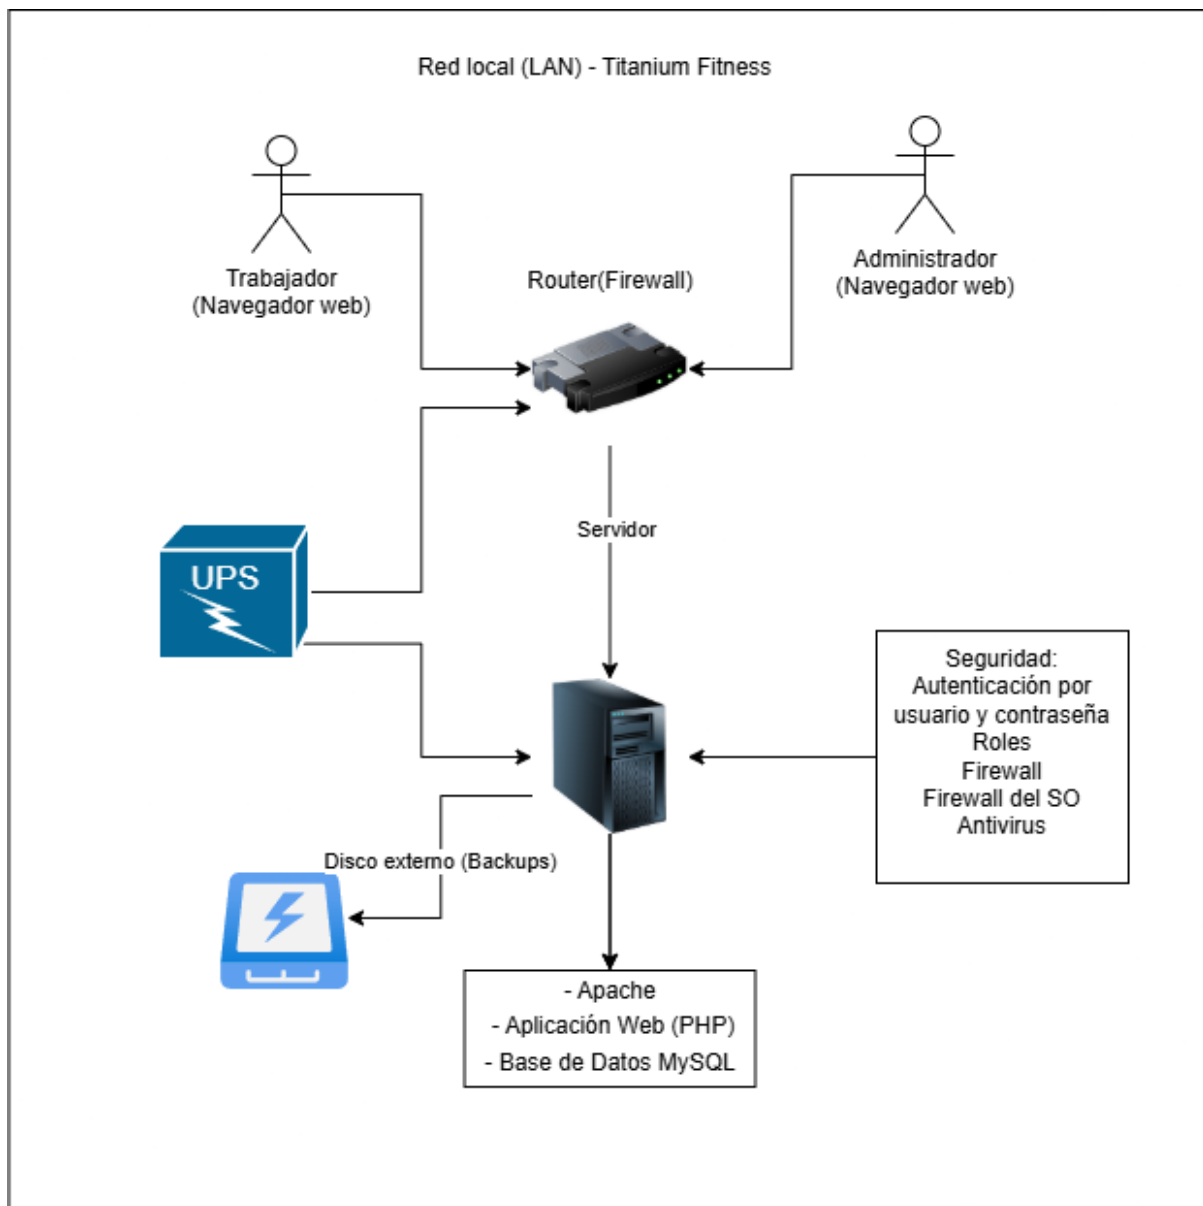 Red local (LAN) - Titanium Fitness
Trabajador
(Navegador web)
Router(Firewall)
Administrador
(Navegador web)
Servidor
UPS
Seguridad:
Autenticación por
usuario y contraseña
Roles
Firewall
Firewall del SO
Antivirus
Disco externo (Backups)
- Apache
- Aplicación Web (PHP)
- Base de Datos MySQL